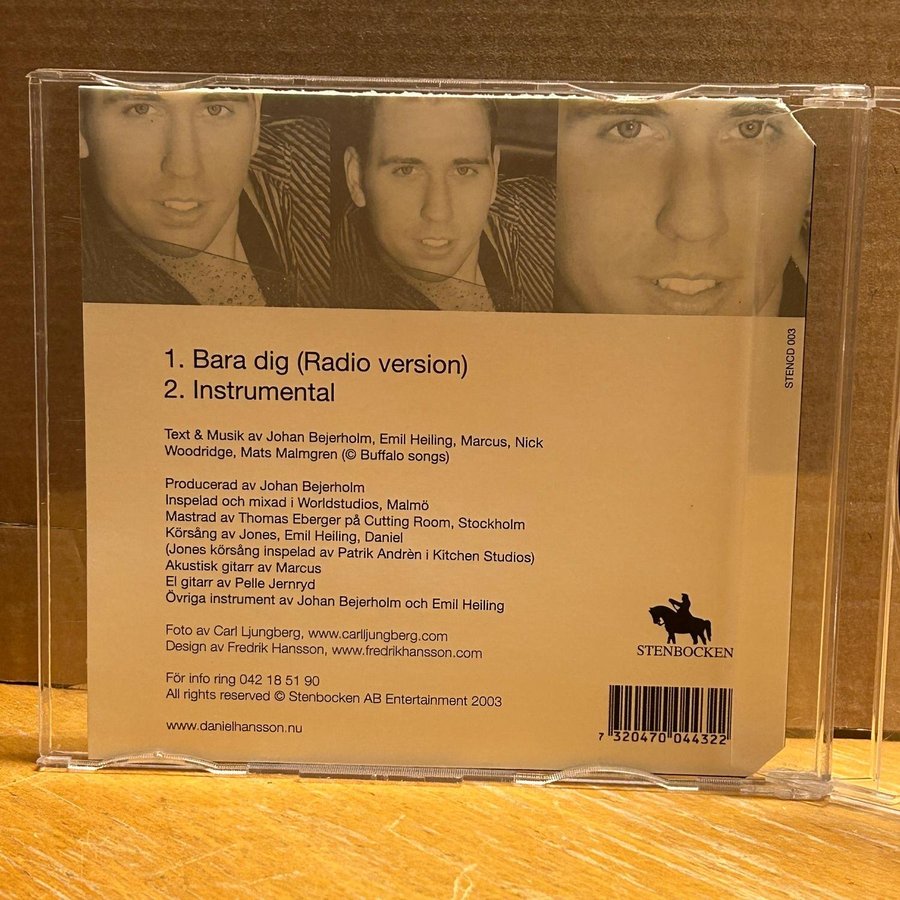 1. Bara dig (Radio version)
2. Instrumental
Text & Musik av Johan Bejerholm, Emil Heiling, Marcus, Nick
Woodridge, Mats Malmgren (© Buffalo songs)
Producerad av Johan Bejerholm
Inspelad och mixad i Worldstudios, Malmö
Mastrad av Thomas Eberger på Cutting Room, Stockholm
Körsång av Jones, Emil Heiling, Daniel
(Jones körsång inspelad av Patrik Andrèn i Kitchen Studios)
Akustisk gitarr av Marcus
El gitarr av Pelle Jernryd
Övriga instrument av Johan Bejerholm och Emil Heiling
Foto av Carl Ljungberg, www.carlljungberg.com
Design av Fredrik Hansson, www.fredrikhansson.com
För info ring 042 18 51 90
All rights reserved © Stenbocken AB Entertainment 2003
www.danielhansson.nu
STENCD 003
STENBOCKEN
7 320470 044322